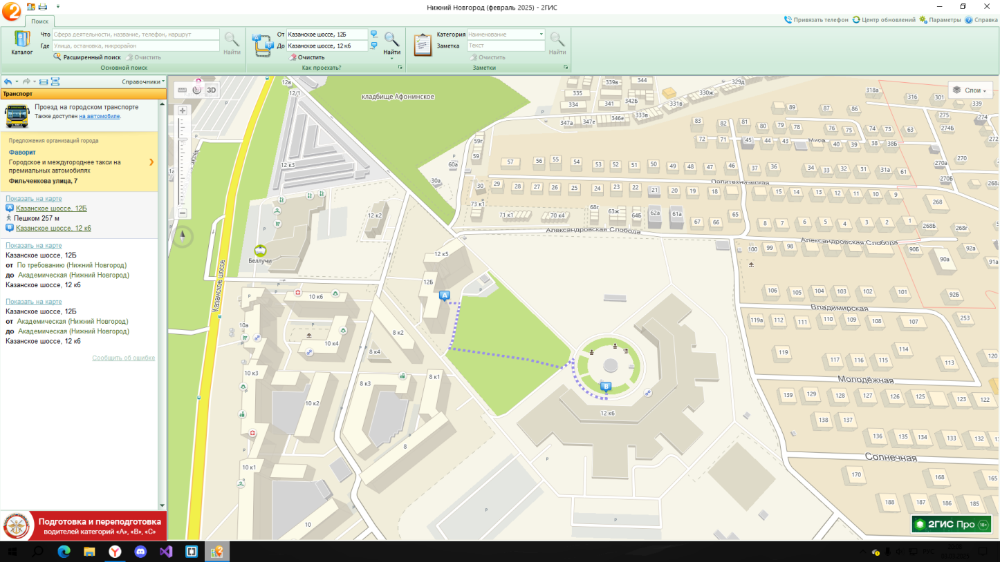 Нижний Новгород (февраль 2025) - 2ГИС
Поиск
Привязать телефон
Центр обновлений
Параметры
Справка
Каталог
Что
Сфера деятельности, название, телефон, маршрут
Где
Улица, остановка, микрорайон
Найти
Расширенный поиск
Очистить
Основной поиск
От
Казанское шоссе, 12Б
До
Казанское шоссе, 12 к6
Найти
Очистить
Как проехать?
Категория
Наименование
Заметка
Текст
Найти
Очистить
Заметки
Справочники
Транспорт
Проезд на городском транспорте
Также доступен на автомобиле.
Предложения организаций города
Фаворит
Городское и междугороднее такси на
премиальных автомобилях
Фильченкова улица, 7
Показать на карте
A Казанское шоссе, 12Б
Пешком 257 м
B Казанское шоссе, 12 к6
Показать на карте
Казанское шоссе, 12Б
от По требованию (Нижний Новгород)
до Академическая (Нижний Новгород)
Казанское шоссе, 12 к6
Показать на карте
Казанское шоссе, 12Б
от Академическая (Нижний Новгород)
до Академическая (Нижний Новгород)
Казанское шоссе, 12 к6
Сообщить об ошибке
Подготовка и переподготовка
водителей категорий «А», «В», «С»
3D
Слои
кладбище Афонинское
12в
12/1
12 к3
12 к2
Беллучи
Казанское шоссе
12 к5
12Б
A
B
12 к6
10 к6
10а
10 к4
10 к3
10 к2
10 к1
10
8 к2
8 к4
8 к3
8 к1
8
335
339в
344
334
341
342Б
347а
347е
346е
333в
331в
330ж
329д
318а
316
301
339
275
274
274Б
272
270а
270
270Б
268а
268
268Б
268г
89
87
86
83
82
81
80
79
78
76
75
74
73
63
72
71
45
44
43
Мира
40
39
38
38Б
59г
59
60а
30а
57
56
55
54
53
52
51
50
49
48
47
46
37
36
34
33
32
31
31а
61
Политехническая
30
29
28
27
26
25
24
23
22
21
20
19
18
15
14
13
12
11
10
9
73 к1
71 к1
70 к4
68г
63ж
64Б
62а
61а
67
66
65
8
7
6
5
4
3
2
1
Александровская Слобода
Александровская Слобода
100
99
98
90Б
92а
90а
91а
106
105
104
103
102
101
92Б
Владимирская
119а
112
111
110
109
108
107
253
119
117
116
115
114
113
120
Молодёжная
139
129
128
127
126
125
123
122
138
137
136
135
134
133
132
Солнечная
170
168
165
188
187
186
185
2ГИС Про 18+
РУС